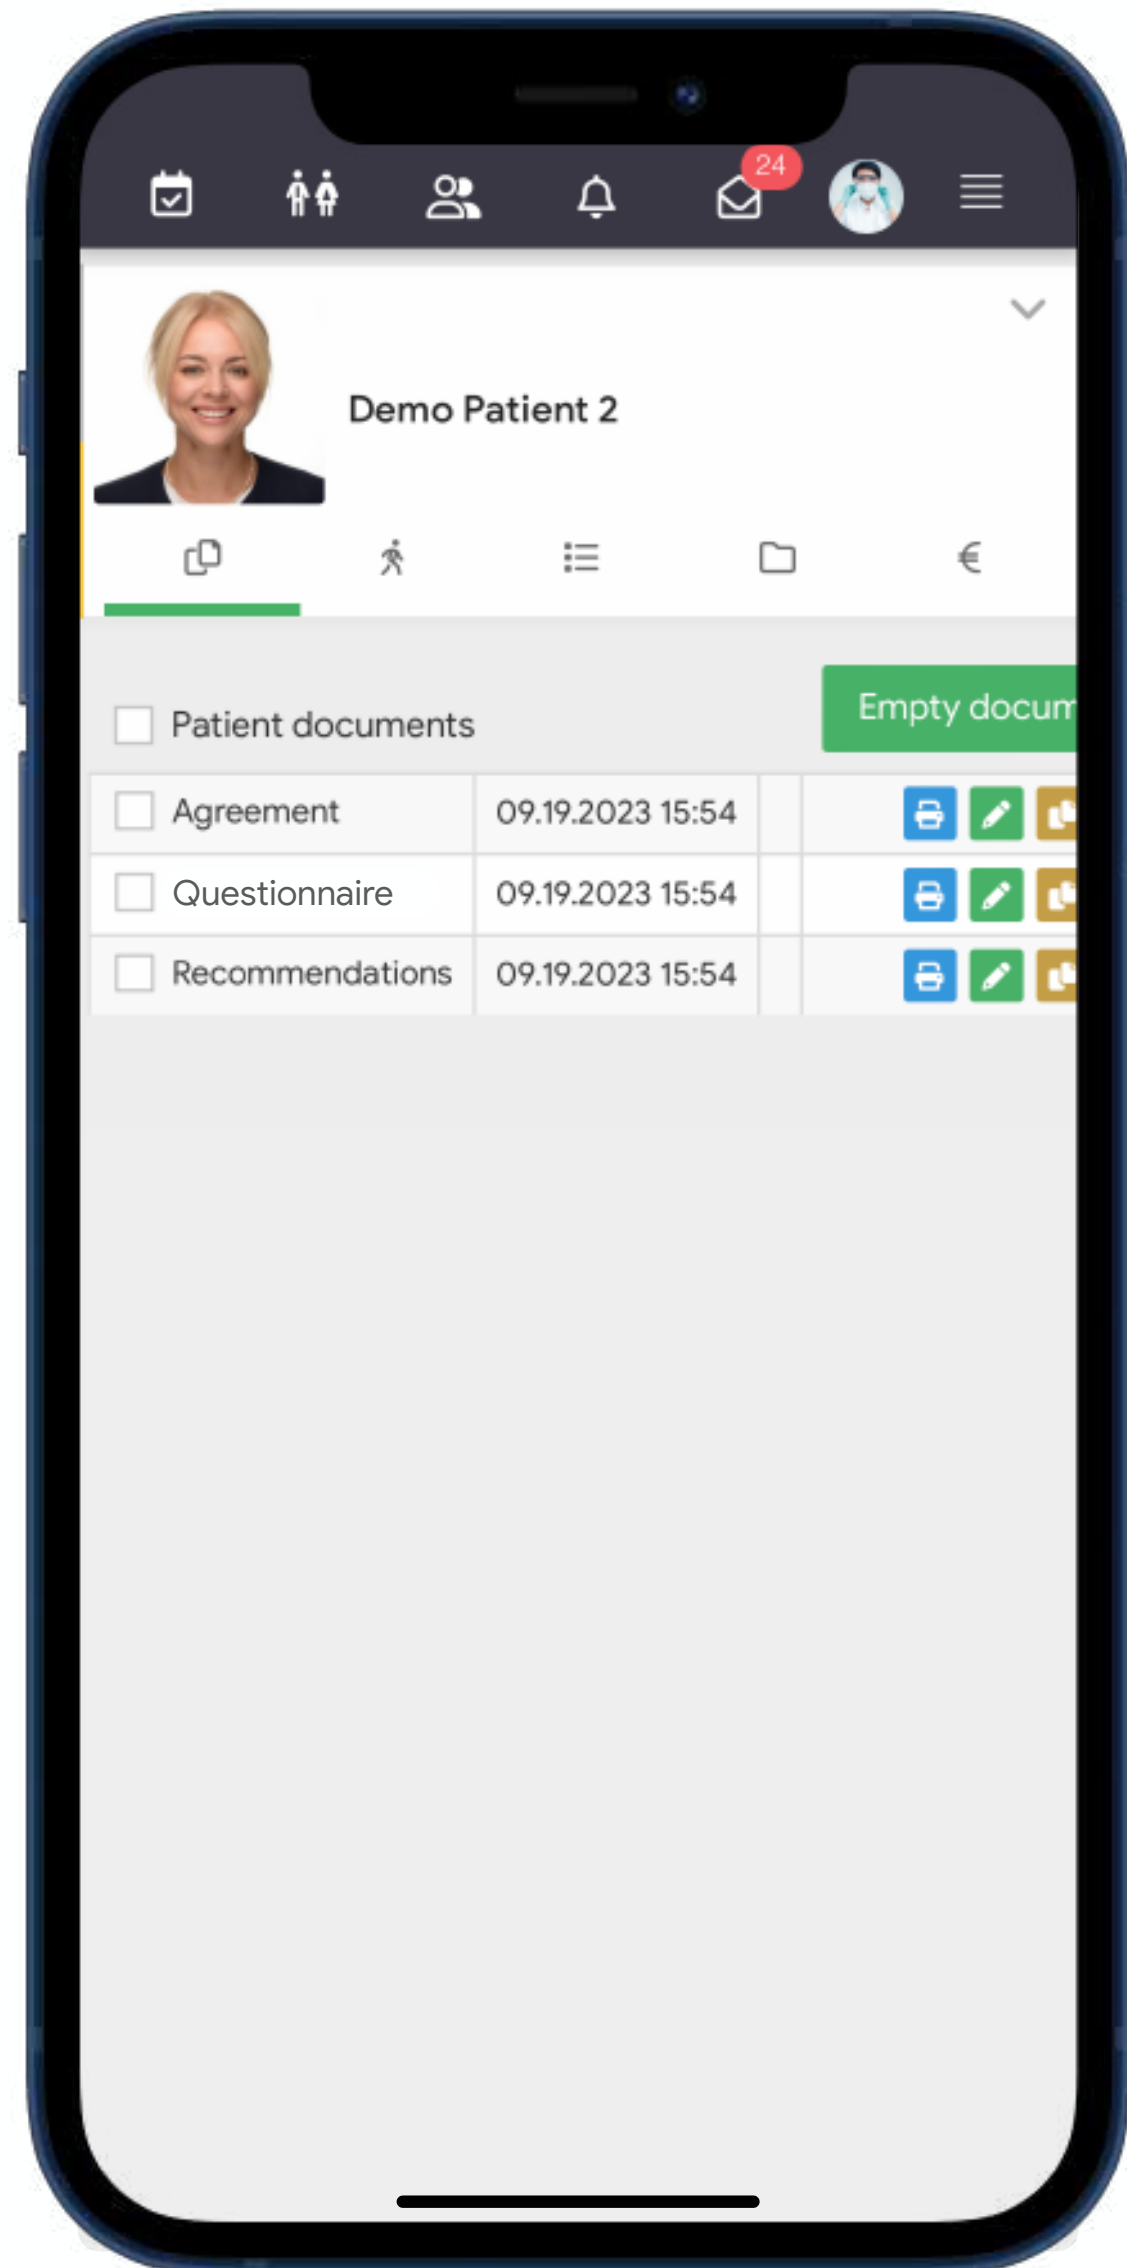 24
Demo Patient 2
€
Patient documents
Empty docum
Agreement 09.19.2023 15:54
Questionnaire 09.19.2023 15:54
Recommendations 09.19.2023 15:54